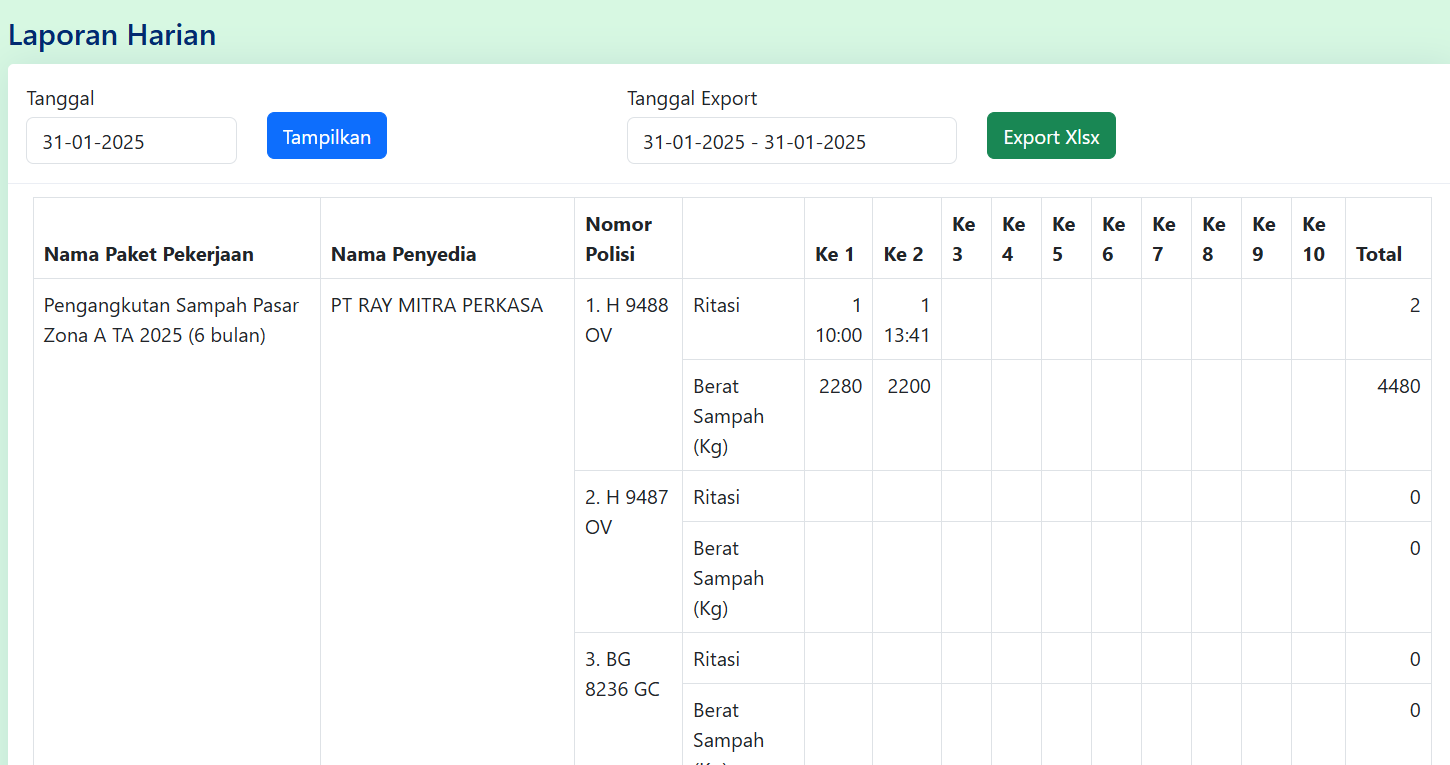 Laporan Harian
Tanggal
Tanggal Export
31-01-2025
Tampilkan
31-01-2025 - 31-01-2025
Export Xlsx
Nama Paket Pekerjaan
Nama Penyedia
Nomor
Polisi
Ke 1
Ke 2
Ke
3
Ke
4
Ke
5
Ke
6
Ke
7
Ke
8
Ke
9
Ke
10
Total
Pengangkutan Sampah Pasar
Zona A TA 2025 (6 bulan)
PT RAY MITRA PERKASA
1. H 9488
OV
Ritasi
1
10:00
1
13:41
2
Berat
Sampah
(Kg)
2280
2200
4480
2. H 9487
OV
Ritasi
0
Berat
Sampah
(Kg)
0
3. BG
8236 GC
Ritasi
0
Berat
Sampah
0